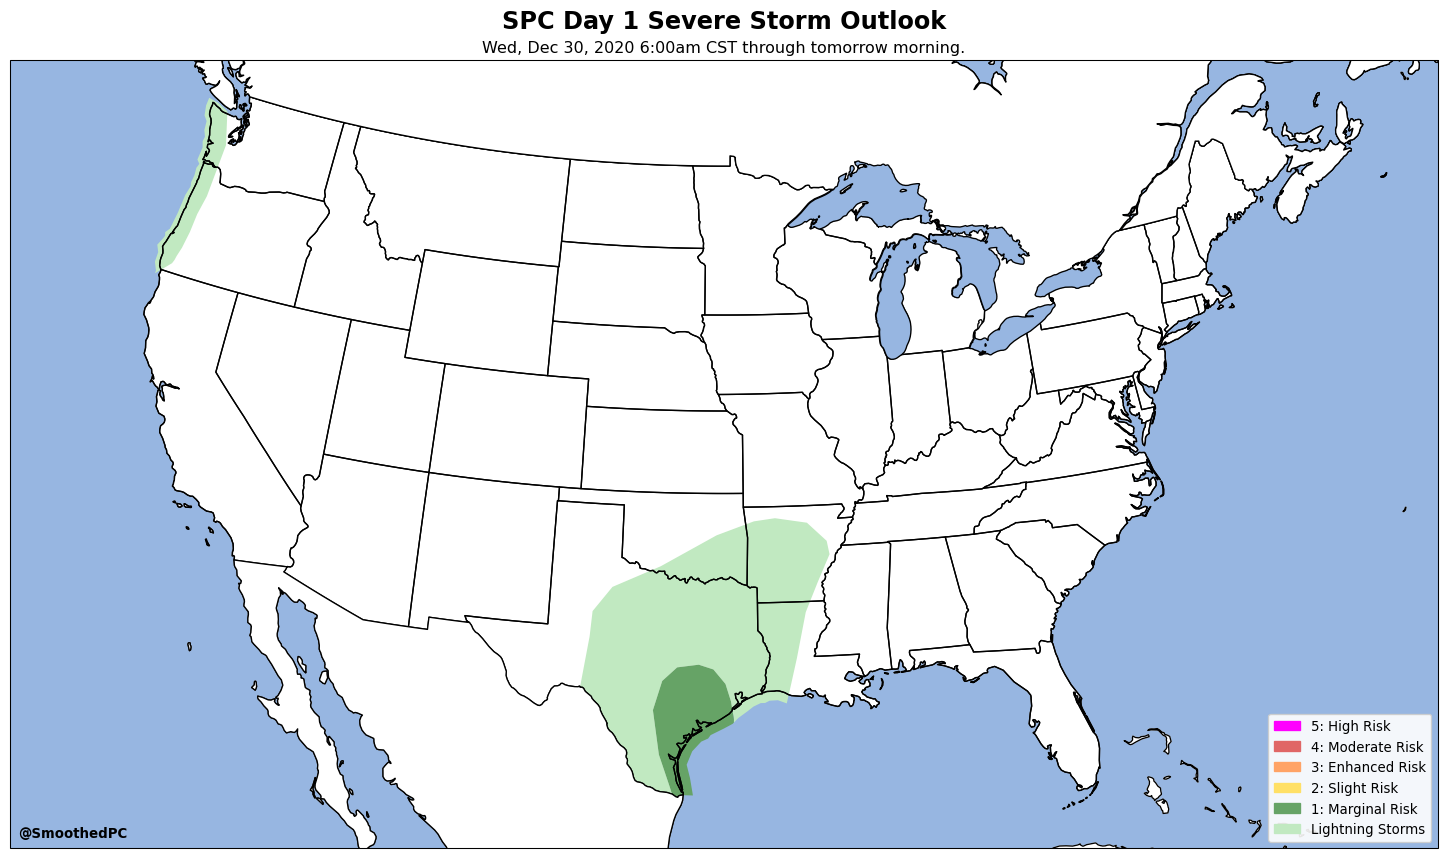 SPC Day 1 Severe Storm Outlook
Wed, Dec 30, 2020 6:00am CST through tomorrow morning.
5: High Risk
4: Moderate Risk
3: Enhanced Risk
2: Slight Risk
1: Marginal Risk
Lightning Storms
@SmoothedPC